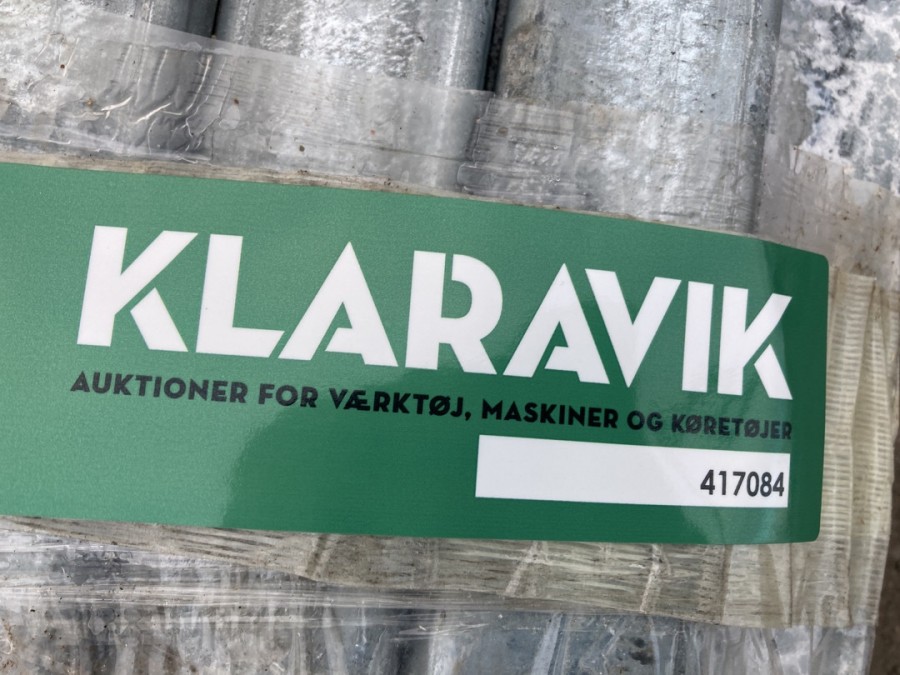 KLARAVIK
AUKTIONER FOR VÆRKTØJ, MASKINER OG KØRETØJER
417084